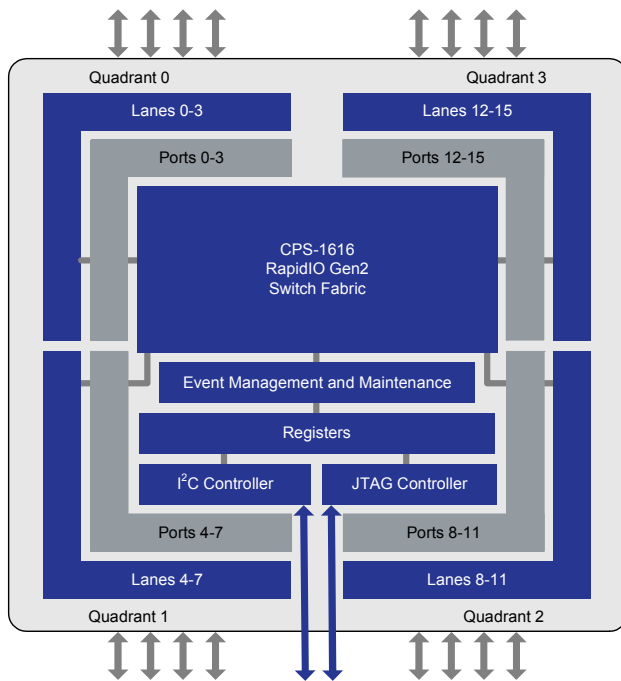 Quadrant 0
Quadrant 3
Lanes 0-3
Lanes 12-15
Ports 0-3
Ports 12-15
CPS-1616
RapidIO Gen2
Switch Fabric
Event Management and Maintenance
Registers
I²C Controller
JTAG Controller
Ports 4-7
Ports 8-11
Lanes 4-7
Lanes 8-11
Quadrant 1
Quadrant 2